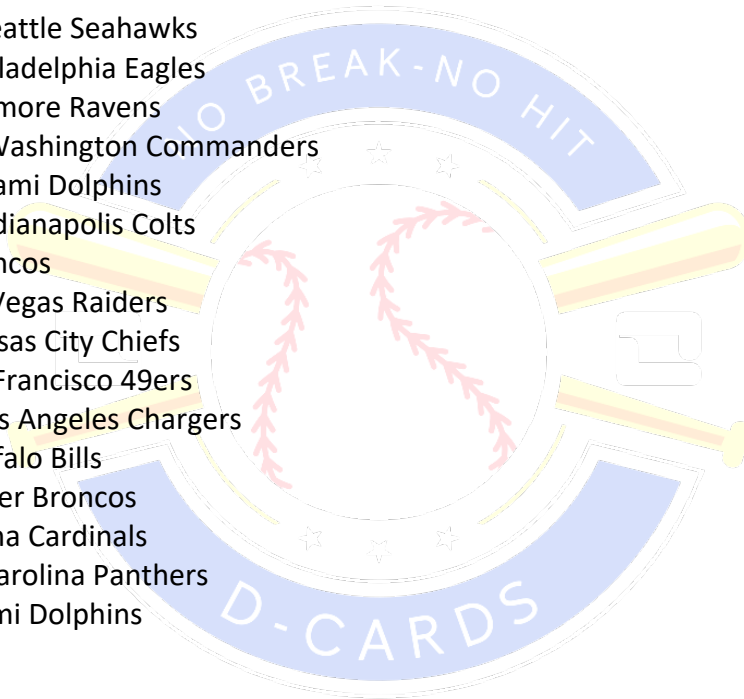 eattle Seahawks
ladelphia Eagles
more Ravens
Washington Commanders
ami Dolphins
dianapolis Colts
ncos
Vegas Raiders
sas City Chiefs
Francisco 49ers
s Angeles Chargers
falo Bills
er Broncos
na Cardinals
arolina Panthers
mi Dolphins
NO BREAK-NO HIT
D-CARDS